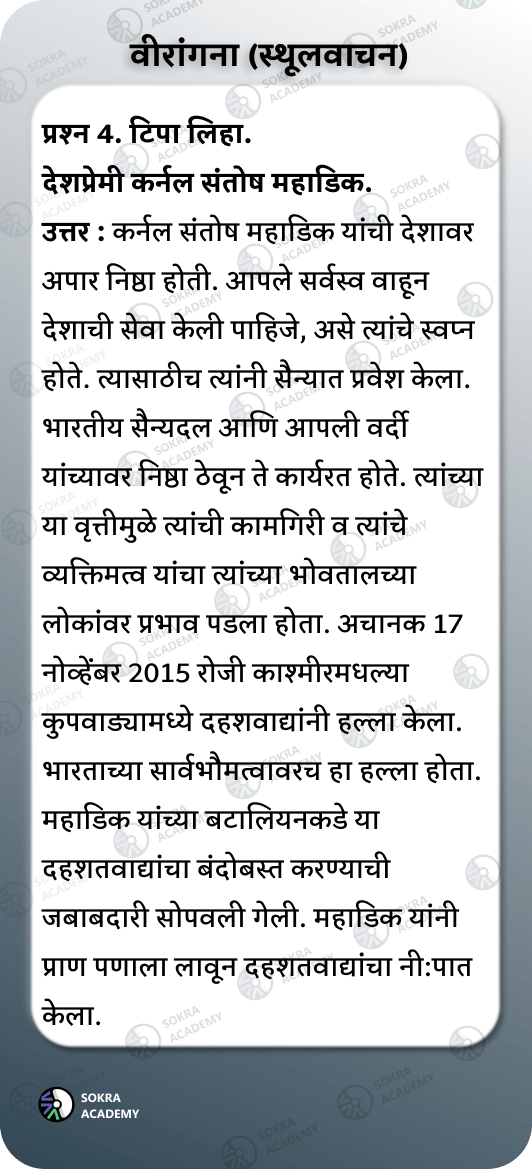 वीरांगना (स्थूलवाचन)
प्रश्न 4. टिपा लिहा.
देशप्रेमी कर्नल संतोष महाडिक.
उत्तर : कर्नल संतोष महाडिक यांची देशावर
अपार निष्ठा होती. आपले सर्वस्व वाहून
देशाची सेवा केली पाहिजे, असे त्यांचे स्वप्न
होते. त्यासाठीच त्यांनी सैन्यात प्रवेश केला.
भारतीय सैन्यदल आणि आपली वर्दी
यांच्यावर निष्ठा ठेवून ते कार्यरत होते. त्यांच्या
या वृत्तीमुळे त्यांची कामगिरी व त्यांचे
व्यक्तिमत्व यांचा त्यांच्या भोवतालच्या
लोकांवर प्रभाव पडला होता. अचानक 17
नोव्हेंबर 2015 रोजी काश्मीरमधल्या
कुपवाड्यामध्ये दहशवाद्यांनी हल्ला केला.
भारताच्या सार्वभौमत्वावरच हा हल्ला होता.
महाडिक यांच्या बटालियनकडे या
दहशतवाद्यांचा बंदोबस्त करण्याची
जबाबदारी सोपवली गेली. महाडिक यांनी
प्राण पणाला लावून दहशतवाद्यांचा नी:पात
केला.
SOKRA
ACADEMY